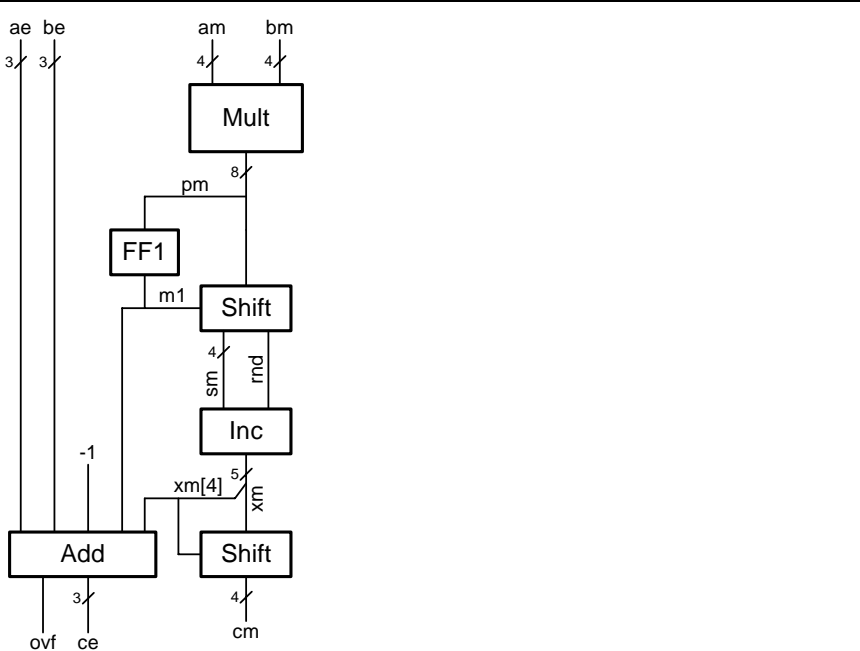 ae be am bm
3 3 4 4
Mult
8
pm
FF1
m1
Shift
4
sm
rnd
Inc
-1
5
xm[4]
xm
Add
Shift
3
4
ovf ce cm